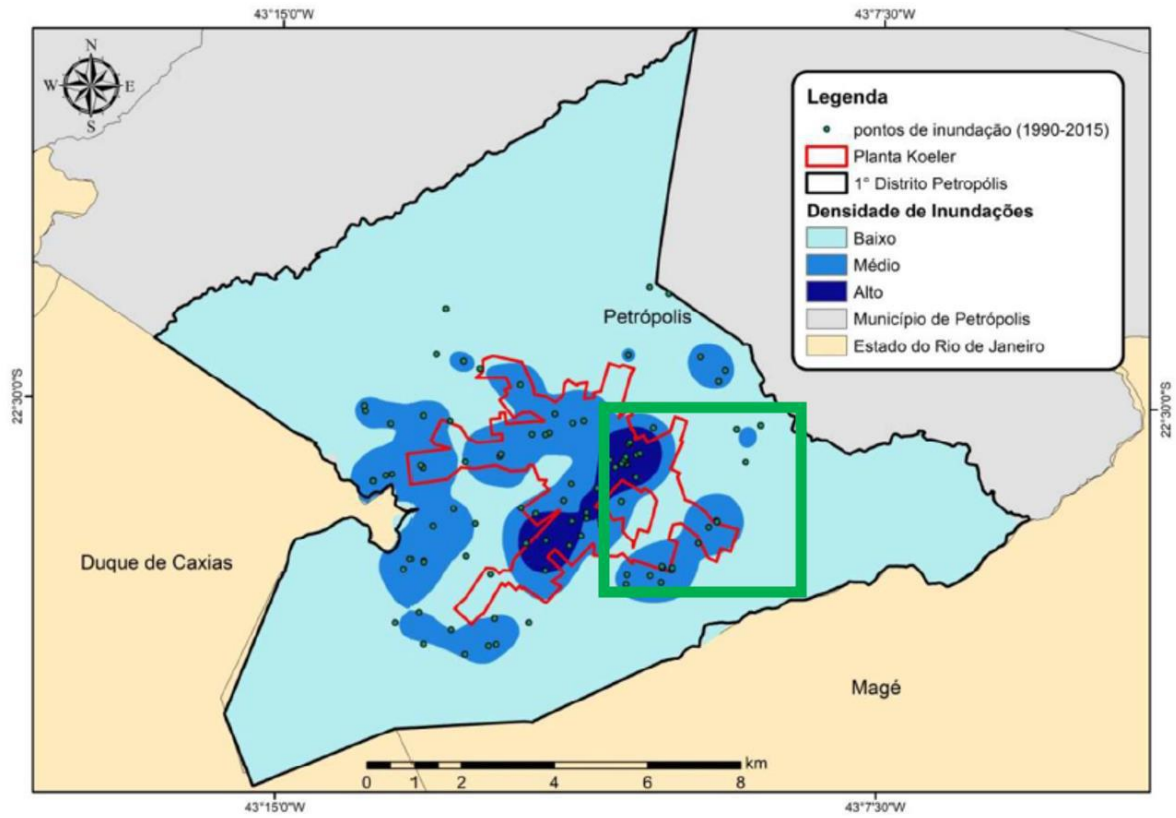 43°15'0"W
43°7'30"W
N
W
E
S
Legenda
pontos de inundação (1990-2015)
Planta Koeler
1° Distrito Petropólis
Densidade de Inundações
Baixo
Médio
Alto
Município de Petrópolis
Estado do Rio de Janeiro
Petrópolis
22°30'0"S
22°30'0"S
Duque de Caxias
Magé
km
0 1 2 4 6 8
43°15'0"W
43°7'30"W